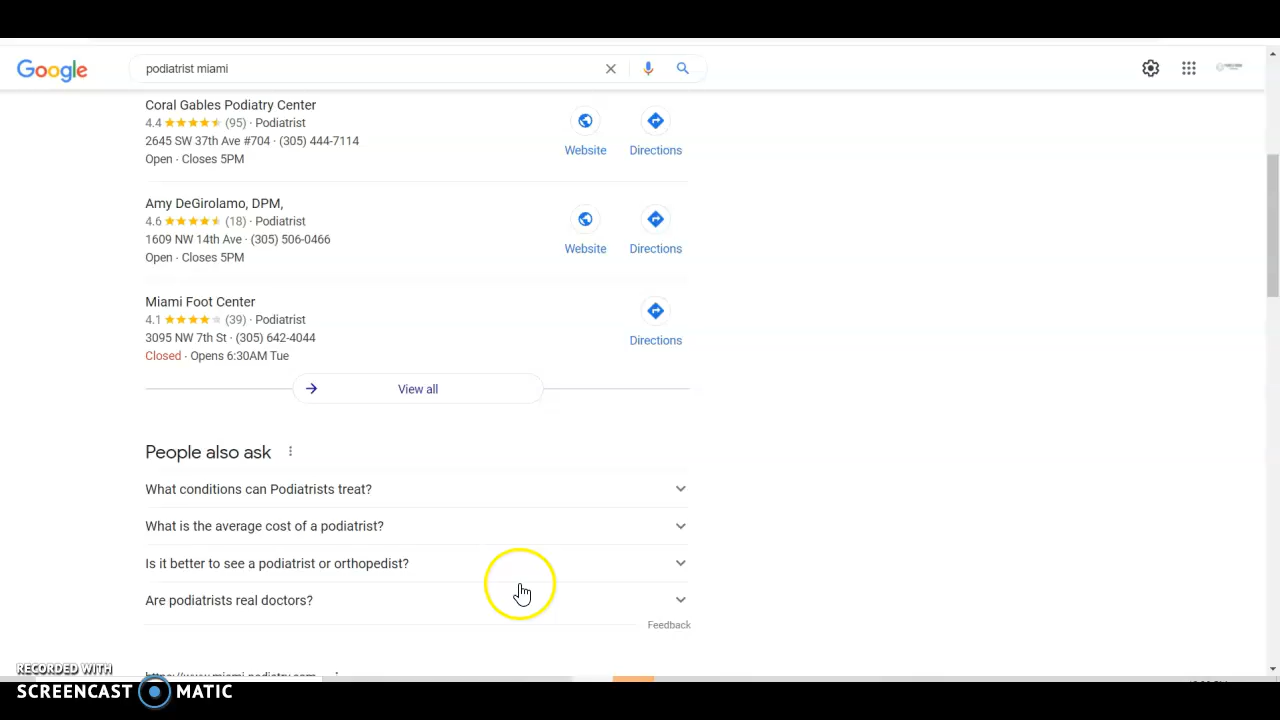 Google
podiatrist miami
Coral Gables Podiatry Center
4.4 (95) · Podiatrist
2645 SW 37th Ave #704 · (305) 444-7114
Open · Closes 5PM
Website
Directions
Amy DeGirolamo, DPM,
4.6 (18) · Podiatrist
1609 NW 14th Ave · (305) 506-0466
Open · Closes 5PM
Website
Directions
Miami Foot Center
4.1 (39) · Podiatrist
3095 NW 7th St · (305) 642-4044
Closed · Opens 6:30AM Tue
Directions
View all
People also ask
What conditions can Podiatrists treat?
What is the average cost of a podiatrist?
Is it better to see a podiatrist or orthopedist?
Are podiatrists real doctors?
Feedback
https://www.miami-podiatry.com
RECORDED WITH
SCREENCAST MATIC